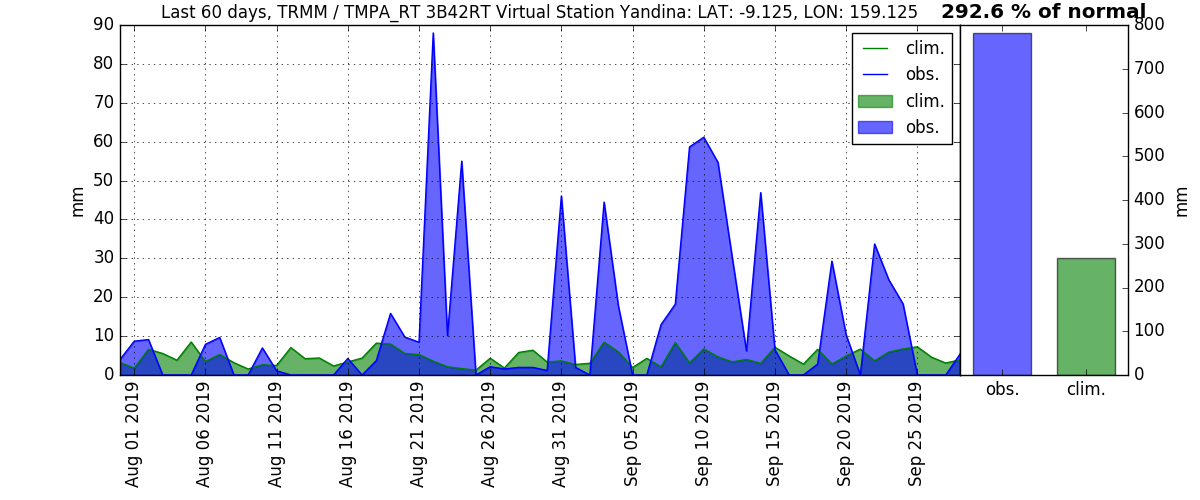 Last 60 days, TRMM / TMPA_RT 3B42RT Virtual Station Yandina: LAT: -9.125, LON: 159.125
292.6 % of normal
90
80
70
60
50
40
30
20
10
0
mm
clim.
obs.
clim.
obs.
Aug 01 2019
Aug 06 2019
Aug 11 2019
Aug 16 2019
Aug 21 2019
Aug 26 2019
Aug 31 2019
Sep 05 2019
Sep 10 2019
Sep 15 2019
Sep 20 2019
Sep 25 2019
800
700
600
500
400
300
200
100
0
mm
obs.
clim.